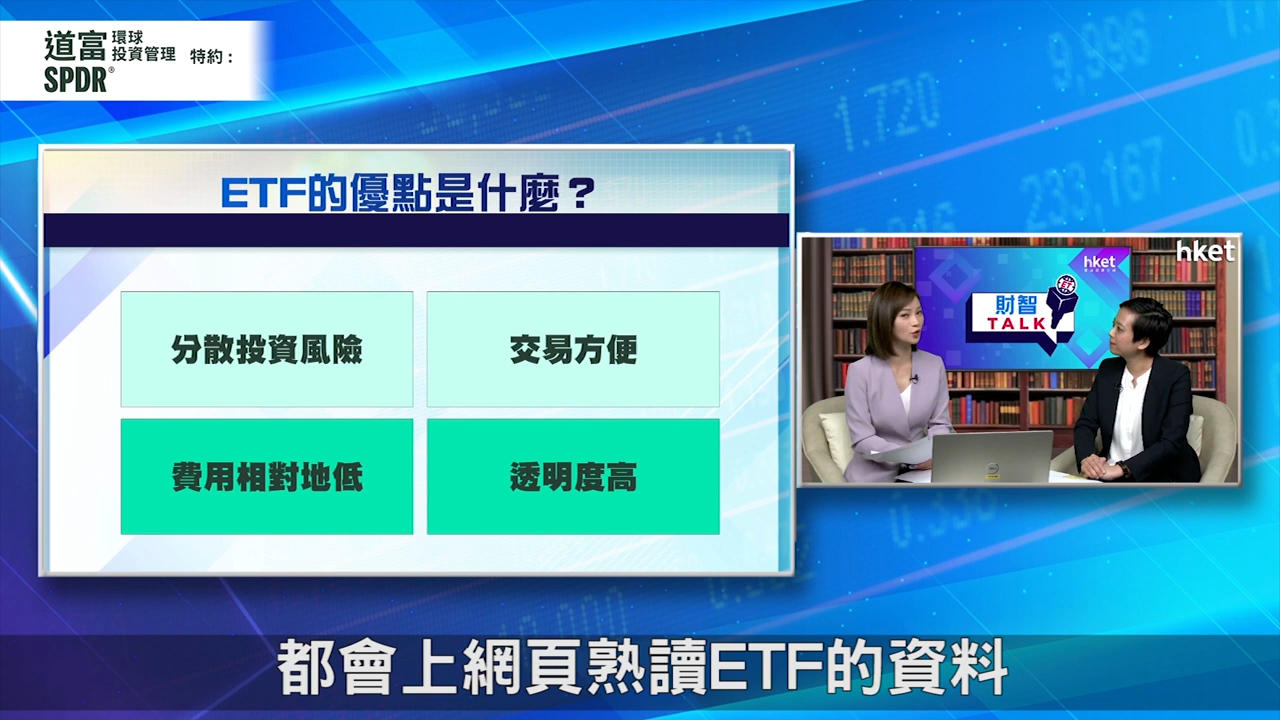 道富 環球
投資管理 特約:
SPDR®
ETF的優點是什麼?
分散投資風險 交易方便
費用相對地低 透明度高
hket
hket
財智
TALK
都會上網頁熟讀ETF的資料